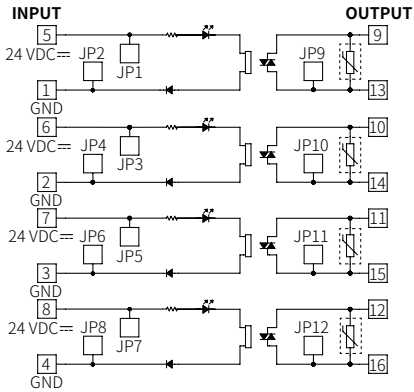 INPUT OUTPUT
5 9
24 VDC⎓ JP2 JP1 JP9
1 13
GND
6 10
24 VDC⎓ JP4 JP3 JP10
2 14
GND
7 11
24 VDC⎓ JP6 JP5 JP11
3 15
GND
8 12
24 VDC⎓ JP8 JP7 JP12
4 16
GND